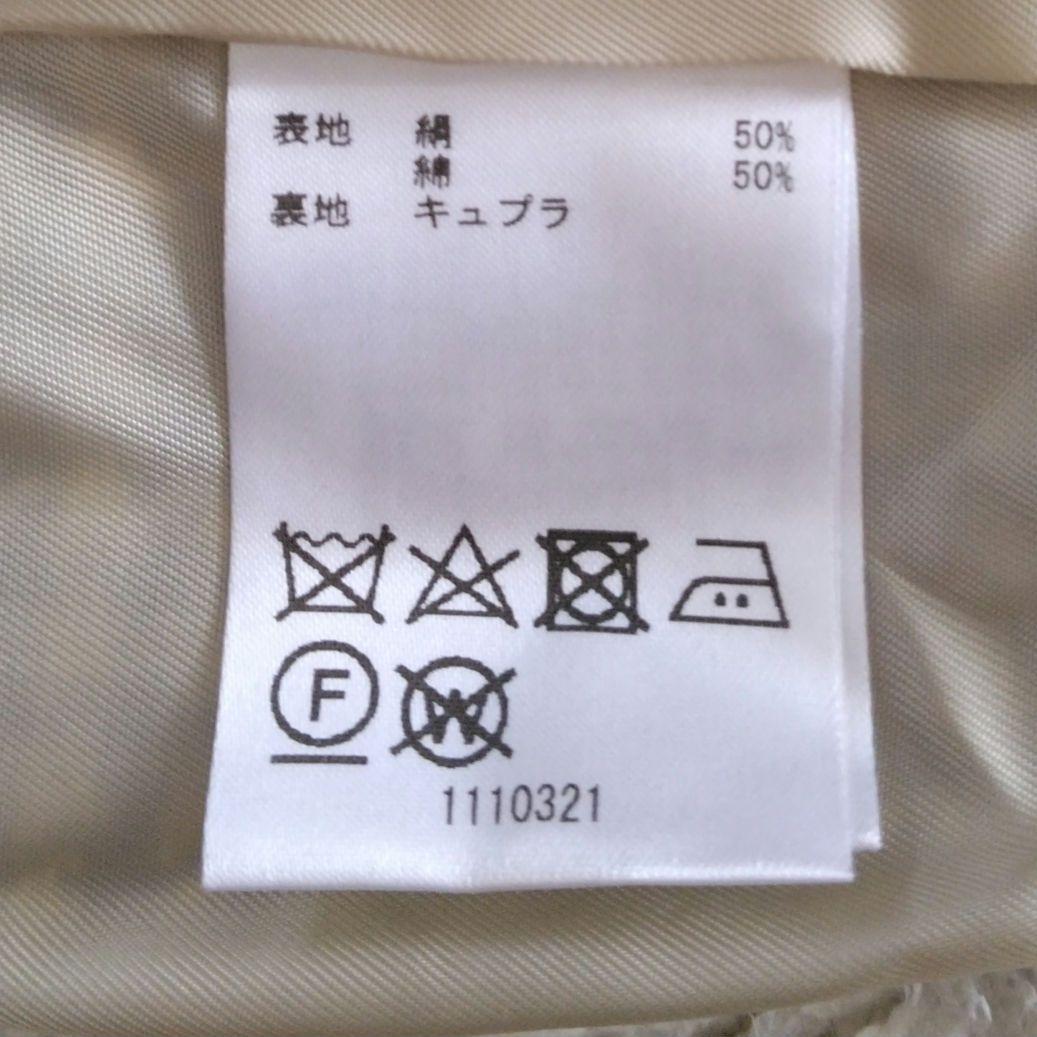 表地 絹 50%
綿 50%
裏地 キュプラ
F
W
1110321